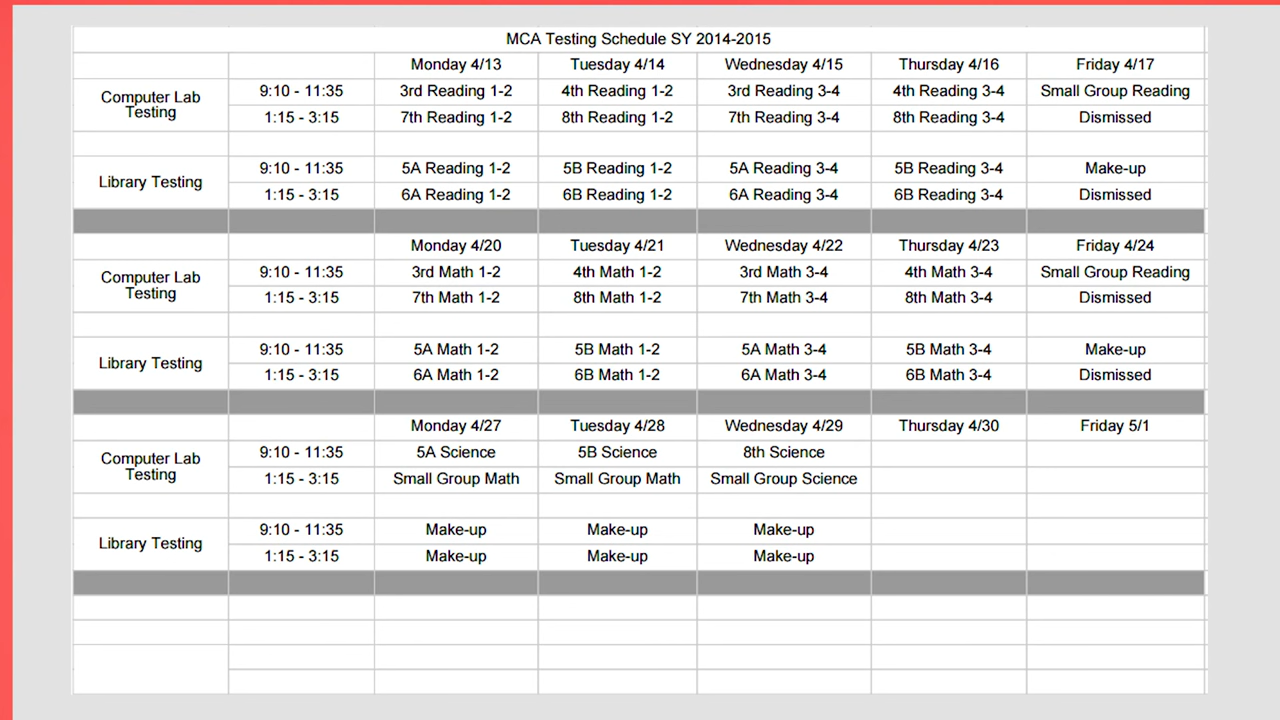 MCA Testing Schedule SY 2014-2015
Monday 4/13 Tuesday 4/14 Wednesday 4/15 Thursday 4/16 Friday 4/17
Computer Lab Testing 9:10 - 11:35 3rd Reading 1-2 4th Reading 1-2 3rd Reading 3-4 4th Reading 3-4 Small Group Reading
1:15 - 3:15 7th Reading 1-2 8th Reading 1-2 7th Reading 3-4 8th Reading 3-4 Dismissed
Library Testing 9:10 - 11:35 5A Reading 1-2 5B Reading 1-2 5A Reading 3-4 5B Reading 3-4 Make-up
1:15 - 3:15 6A Reading 1-2 6B Reading 1-2 6A Reading 3-4 6B Reading 3-4 Dismissed
Monday 4/20 Tuesday 4/21 Wednesday 4/22 Thursday 4/23 Friday 4/24
Computer Lab Testing 9:10 - 11:35 3rd Math 1-2 4th Math 1-2 3rd Math 3-4 4th Math 3-4 Small Group Reading
1:15 - 3:15 7th Math 1-2 8th Math 1-2 7th Math 3-4 8th Math 3-4 Dismissed
Library Testing 9:10 - 11:35 5A Math 1-2 5B Math 1-2 5A Math 3-4 5B Math 3-4 Make-up
1:15 - 3:15 6A Math 1-2 6B Math 1-2 6A Math 3-4 6B Math 3-4 Dismissed
Monday 4/27 Tuesday 4/28 Wednesday 4/29 Thursday 4/30 Friday 5/1
Computer Lab Testing 9:10 - 11:35 5A Science 5B Science 8th Science
1:15 - 3:15 Small Group Math Small Group Math Small Group Science
Library Testing 9:10 - 11:35 Make-up Make-up Make-up
1:15 - 3:15 Make-up Make-up Make-up